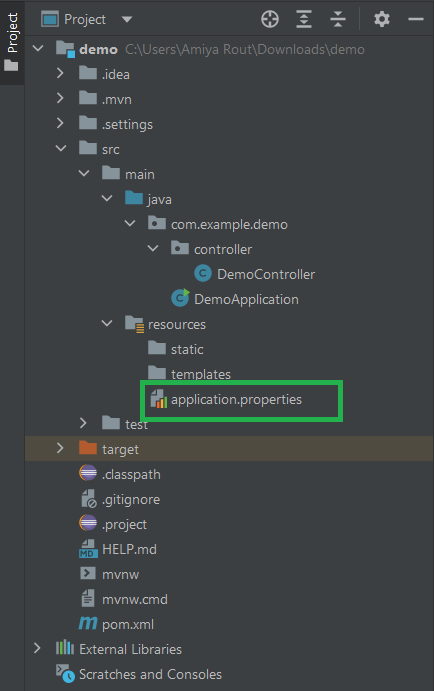 Project
Project
demo C:\Users\Amiya Rout\Downloads\demo
.idea
.mvn
.settings
src
main
java
com.example.demo
controller
C DemoController
C DemoApplication
resources
static
templates
application.properties
test
target
.classpath
.gitignore
.project
MD HELP.md
mvnw
mvnw.cmd
m pom.xml
External Libraries
Scratches and Consoles